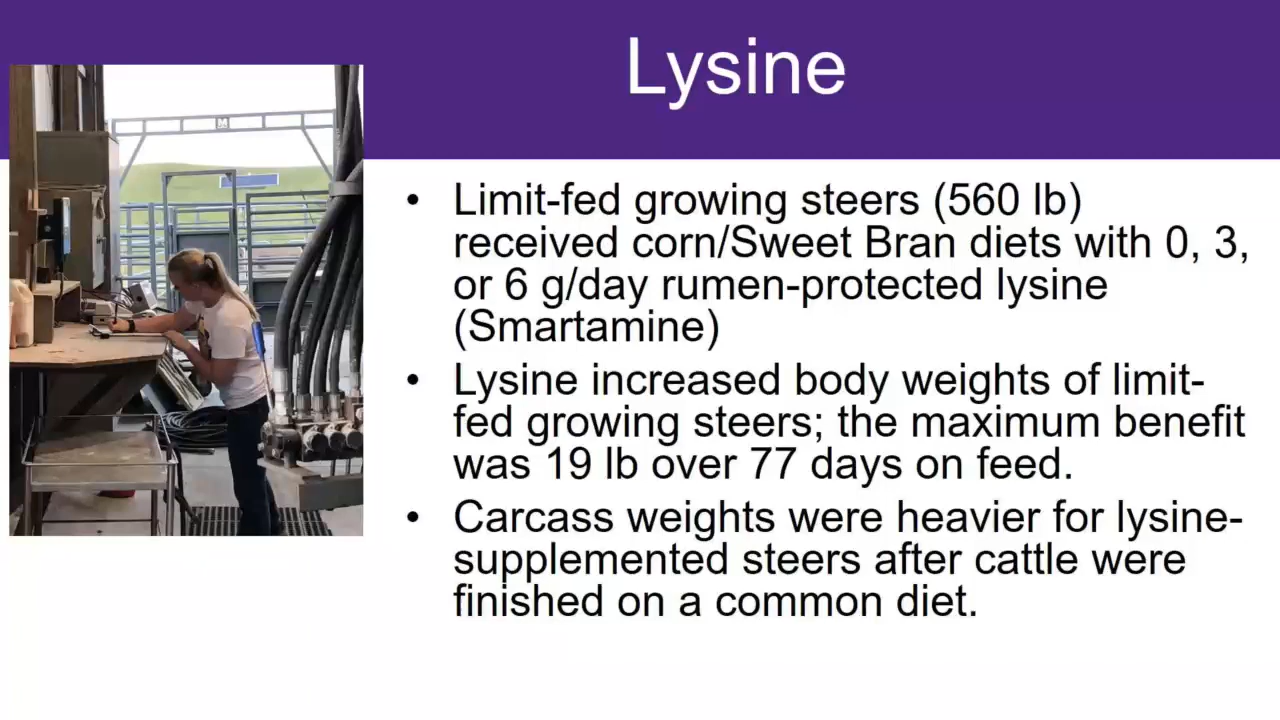 Lysine
• Limit-fed growing steers (560 lb)
received corn/Sweet Bran diets with 0, 3,
or 6 g/day rumen-protected lysine
(Smartamine)
• Lysine increased body weights of limit-
fed growing steers; the maximum benefit
was 19 lb over 77 days on feed.
• Carcass weights were heavier for lysine-
supplemented steers after cattle were
finished on a common diet.